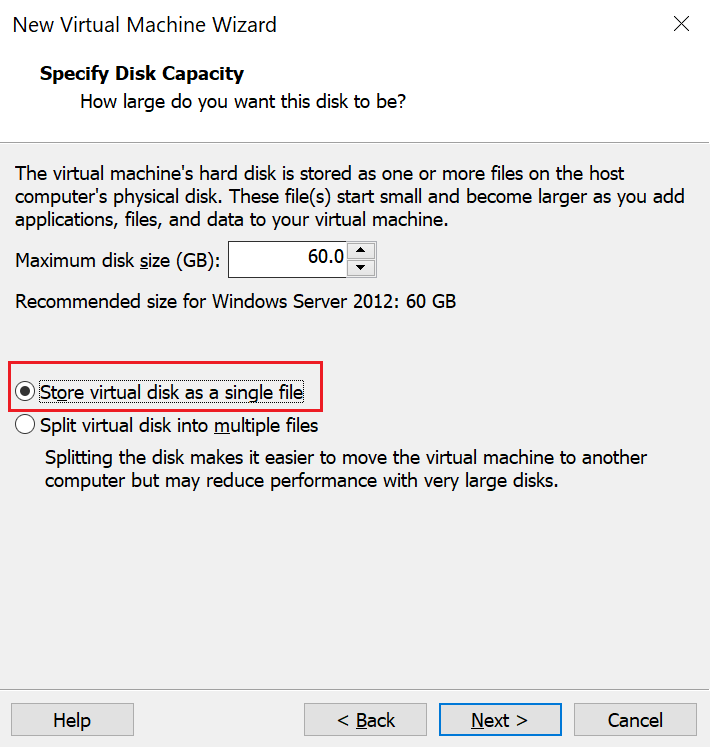 New Virtual Machine Wizard
Specify Disk Capacity
How large do you want this disk to be?
The virtual machine's hard disk is stored as one or more files on the host
computer's physical disk. These file(s) start small and become larger as you add
applications, files, and data to your virtual machine.
Maximum disk size (GB): 60.0
Recommended size for Windows Server 2012: 60 GB
Store virtual disk as a single file
Split virtual disk into multiple files
Splitting the disk makes it easier to move the virtual machine to another
computer but may reduce performance with very large disks.
Help < Back Next > Cancel